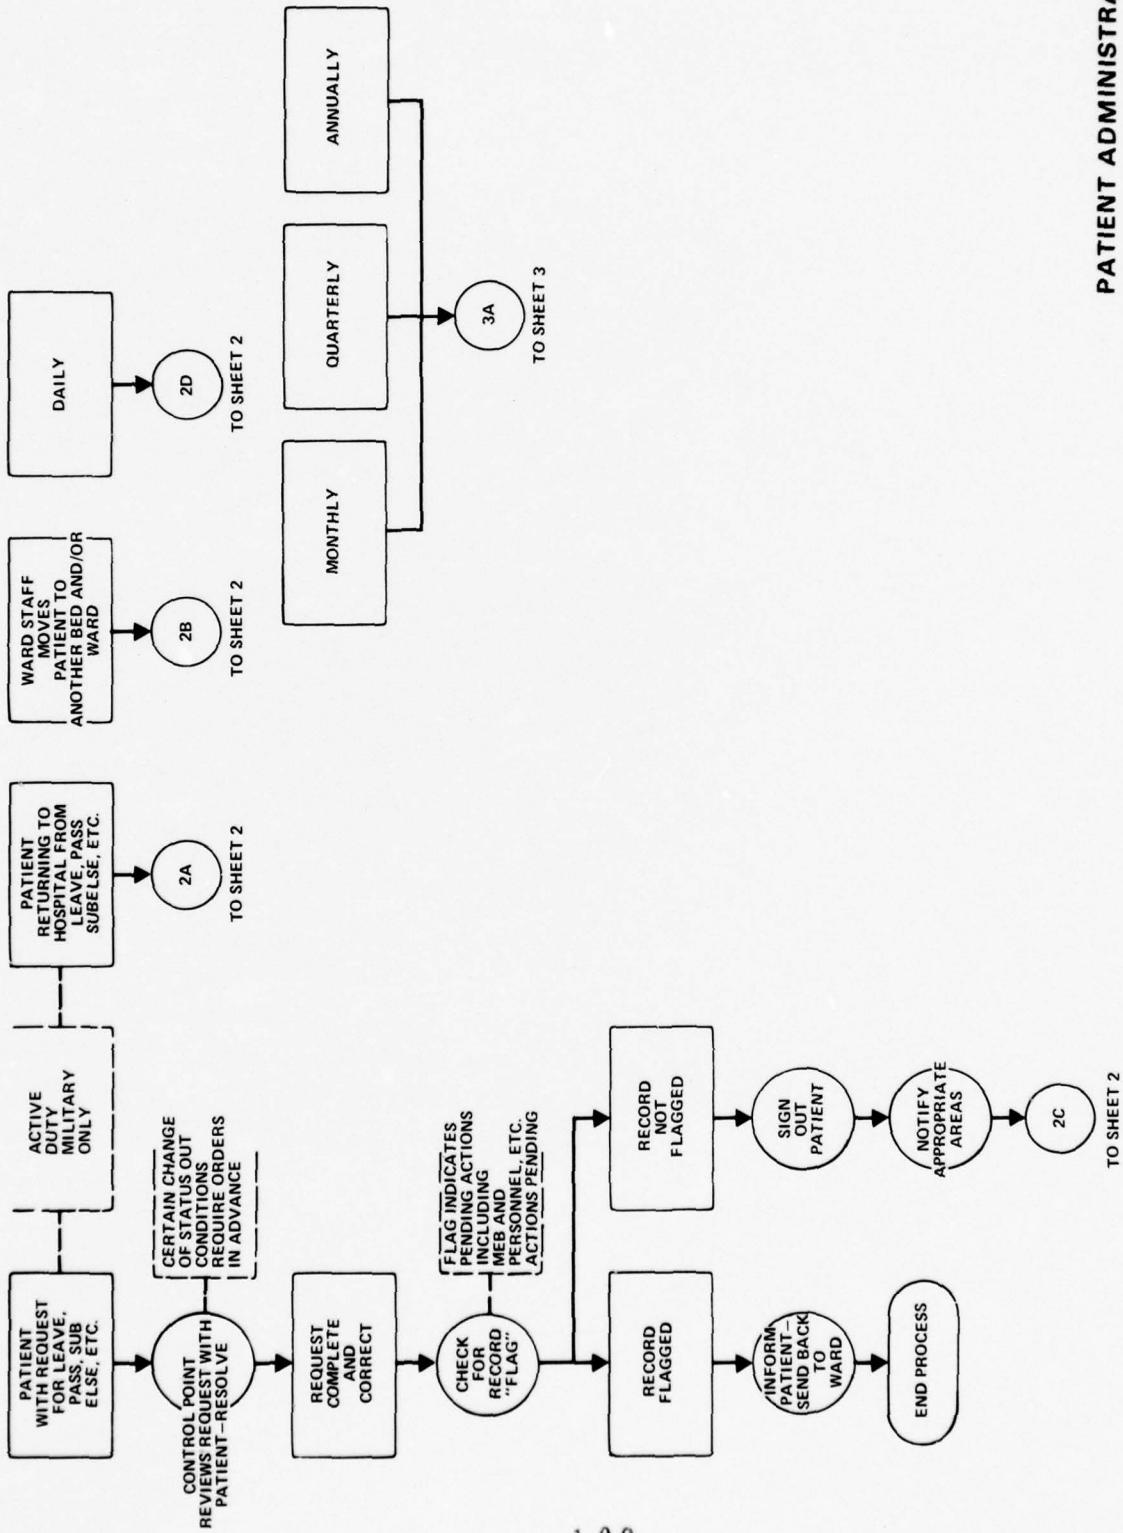 PATIENT
WITH REQUEST
FOR LEAVE,
PASS, SUB
ELSE, ETC.
ACTIVE
DUTY
MILITARY
ONLY
PATIENT
RETURNING TO
HOSPITAL FROM
LEAVE, PASS
SUBELSE, ETC.
WARD STAFF
MOVES
PATIENT TO
ANOTHER BED AND/OR
WARD
DAILY
CONTROL POINT
REVIEWS REQUEST WITH
PATIENT–RESOLVE
CERTAIN CHANGE
OF STATUS OUT
CONDITIONS
REQUIRE ORDERS
IN ADVANCE
2A
TO SHEET 2
2B
TO SHEET 2
2D
TO SHEET 2
REQUEST
COMPLETE
AND
CORRECT
MONTHLY
QUARTERLY
ANNUALLY
CHECK
FOR
RECORD
"FLAG"
FLAG INDICATES
PENDING ACTIONS
INCLUDING
MEB AND
PERSONNEL, ETC.
ACTIONS PENDING
3A
TO SHEET 3
RECORD
FLAGGED
RECORD
NOT
FLAGGED
INFORM
PATIENT–
SEND BACK
TO
WARD
SIGN
OUT
PATIENT
END PROCESS
NOTIFY
APPROPRIATE
AREAS
2C
TO SHEET 2
PATIENT ADMINISTRA